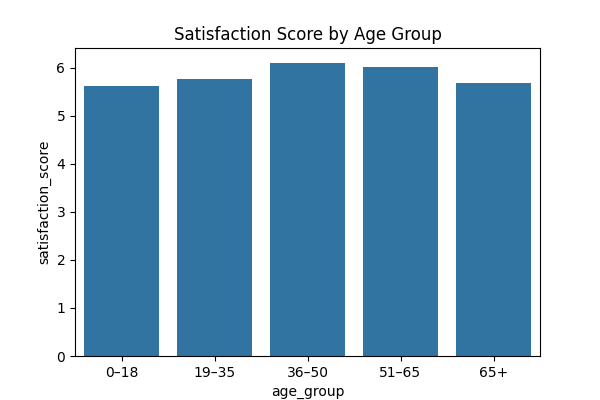 Satisfaction Score by Age Group
satisfaction_score
6
5
4
3
2
1
0
0–18 19–35 36–50 51–65 65+
age_group